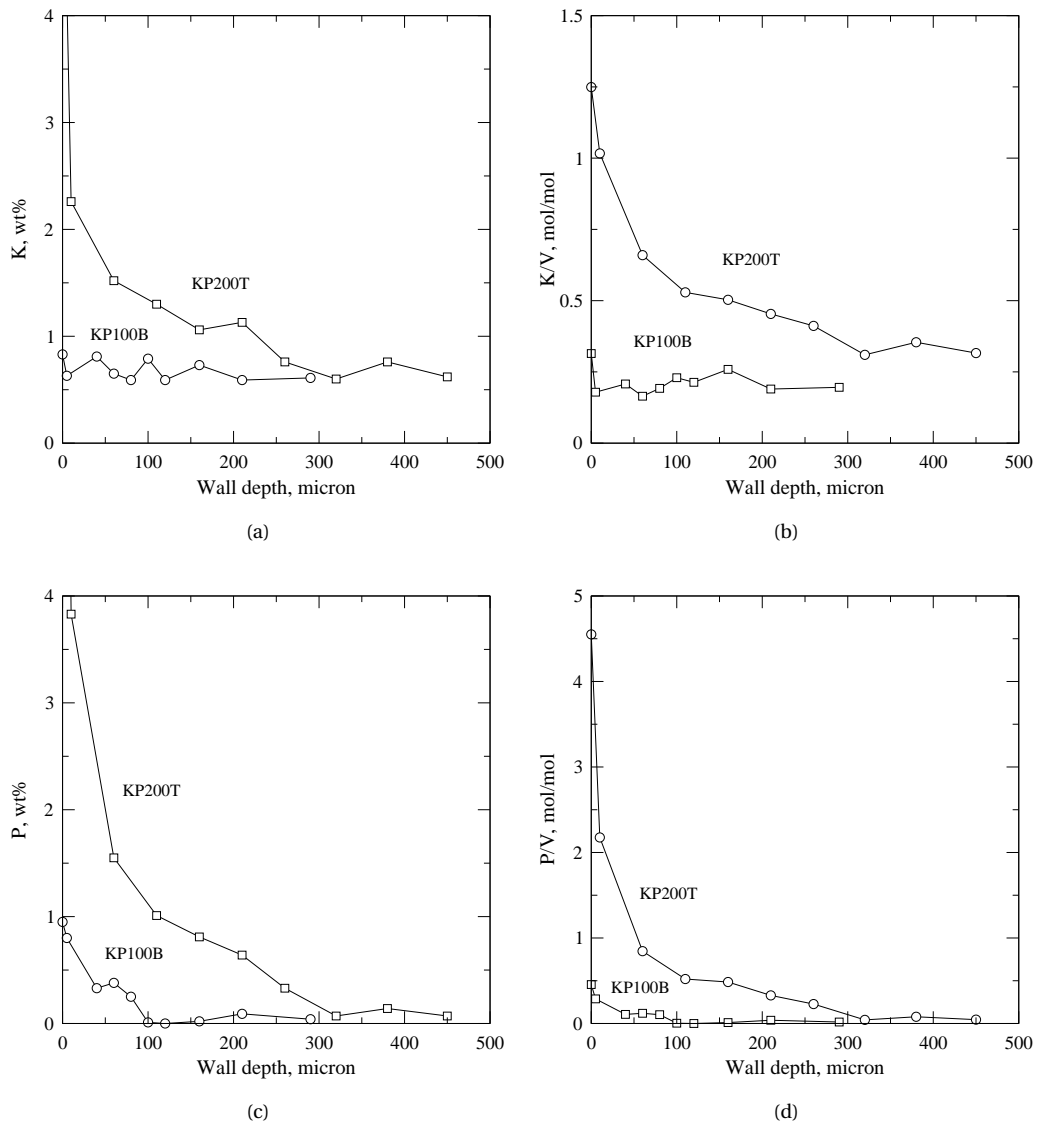 4
3
2
1
0
K, wt%
KP200T
KP100B
0 100 200 300 400 500
Wall depth, micron
(a)
1.5
1
0.5
0
K/V, mol/mol
KP200T
KP100B
0 100 200 300 400 500
Wall depth, micron
(b)
4
3
2
1
0
P, wt%
KP200T
KP100B
0 100 200 300 400 500
Wall depth, micron
(c)
5
4
3
2
1
0
P/V, mol/mol
KP200T
KP100B
0 100 200 300 400 500
Wall depth, micron
(d)